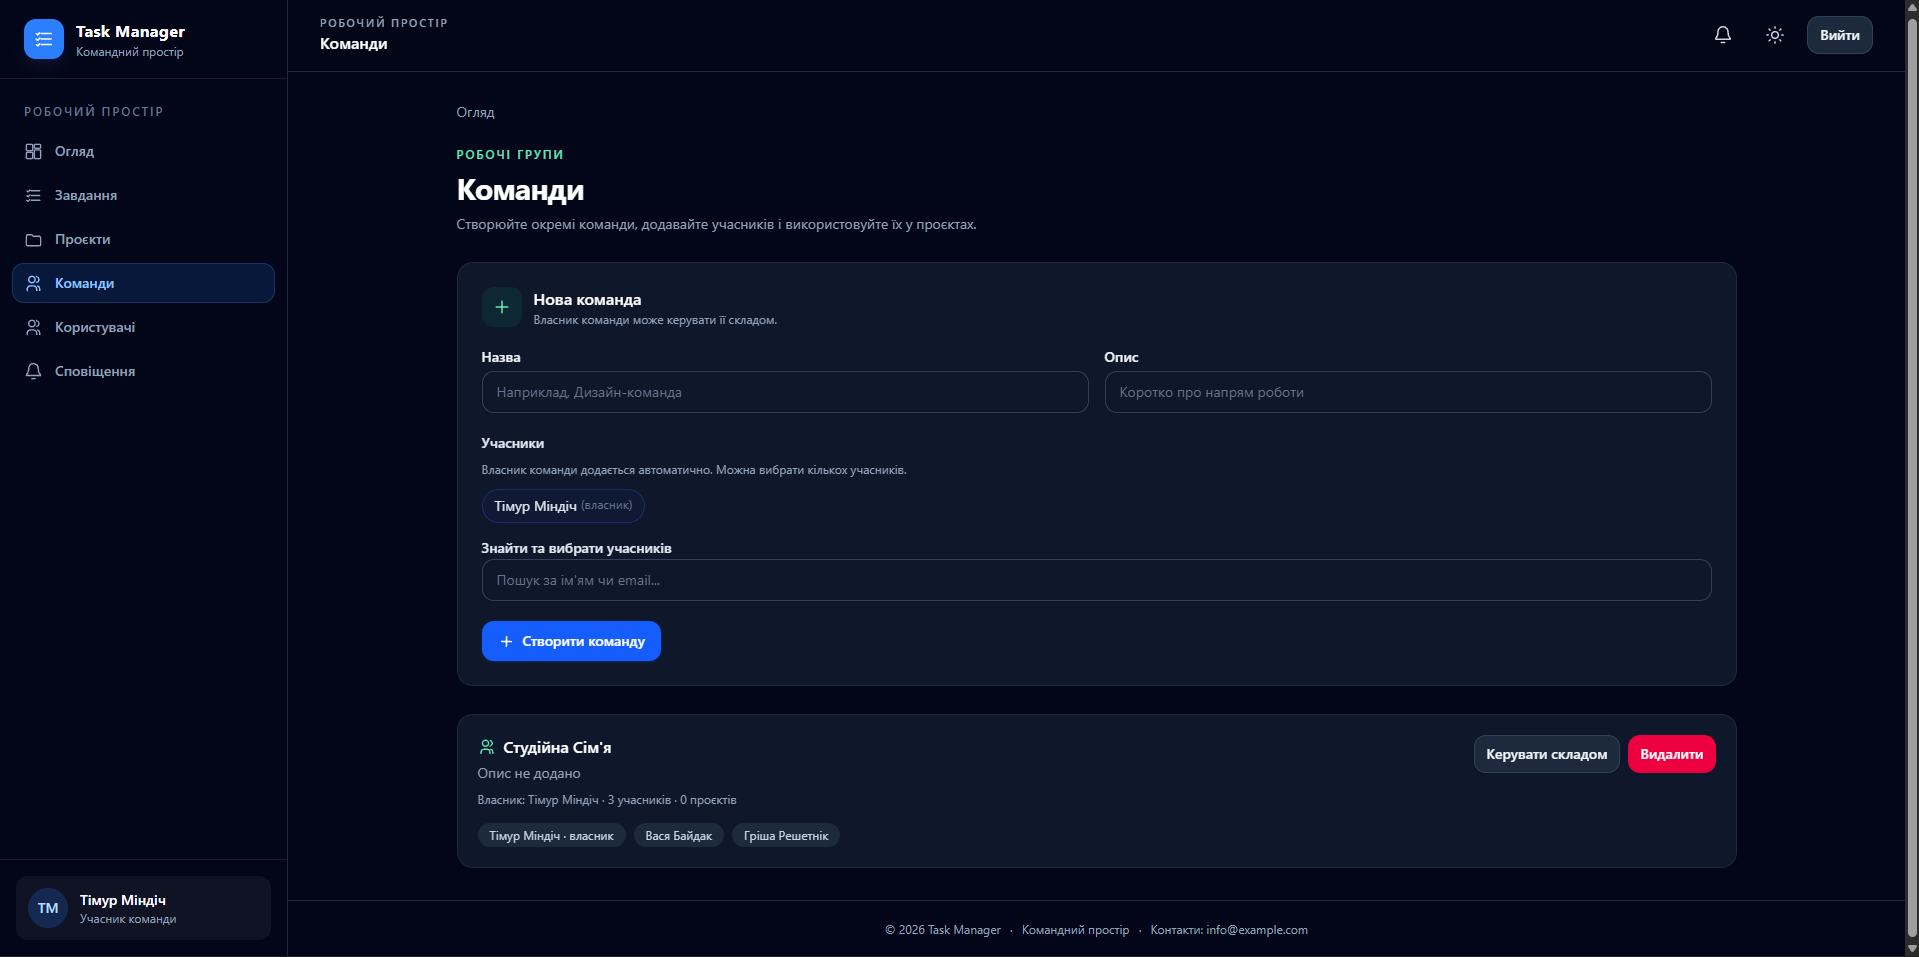 Task Manager
Командний простір
РОБОЧИЙ ПРОСТІР
Огляд
Завдання
Проєкти
Команди
Користувачі
Сповіщення
ТМ
Тімур Міндіч
Учасник команди
РОБОЧИЙ ПРОСТІР
Команди
Вийти
Огляд
РОБОЧІ ГРУПИ
Команди
Створюйте окремі команди, додавайте учасників і використовуйте їх у проєктах.
Нова команда
Власник команди може керувати її складом.
Назва
Опис
Наприклад, Дизайн-команда
Коротко про напрям роботи
Учасники
Власник команди додається автоматично. Можна вибрати кількох учасників.
Тімур Міндіч (власник)
Знайти та вибрати учасників
Пошук за ім'ям чи email...
Створити команду
Студійна Сім'я
Опис не додано
Власник: Тімур Міндіч · 3 учасників · 0 проєктів
Тімур Міндіч · власник
Вася Байдак
Гріша Решетнік
Керувати складом
Видалити
© 2026 Task Manager · Командний простір · Контакти: info@example.com